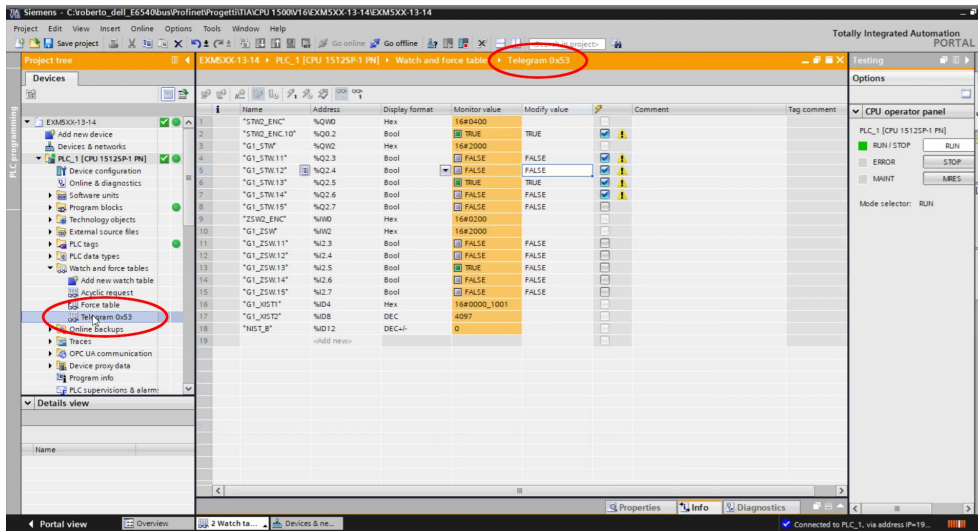 Siemens - C:\roberto_dell_E6540\bus\Profinet\Progetti\TIA\CPU 1500\V16\EXM5XX-13-14\EXM5XX-13-14
Project Edit View Insert Online Options Tools Window Help
Totally Integrated Automation
PORTAL
Save project Go online Go offline <Search in project>
Project tree
EXM5XX-13-14 ▸ PLC_1 [CPU 1512SP-1 PN] ▸ Watch and force tables ▸ Telegram 0x53
Testing
Devices
Options
PLC programming
i Name Address Display format Monitor value Modify value Comment Tag comment
1 "STW2_ENC" %QW0 Hex 16#0400
2 "STW2_ENC.10" %Q0.2 Bool TRUE TRUE
3 "G1_STW" %QW2 Hex 16#2000
4 "G1_STW.11" %Q2.3 Bool FALSE FALSE
5 "G1_STW.12" %Q2.4 Bool FALSE FALSE
6 "G1_STW.13" %Q2.5 Bool TRUE TRUE
7 "G1_STW.14" %Q2.6 Bool FALSE FALSE
8 "G1_STW.15" %Q2.7 Bool FALSE FALSE
9 "ZSW2_ENC" %IW0 Hex 16#0200
10 "G1_ZSW" %IW2 Hex 16#2000
11 "G1_ZSW.11" %I2.3 Bool FALSE FALSE
12 "G1_ZSW.12" %I2.4 Bool FALSE FALSE
13 "G1_ZSW.13" %I2.5 Bool TRUE FALSE
14 "G1_ZSW.14" %I2.6 Bool FALSE FALSE
15 "G1_ZSW.15" %I2.7 Bool FALSE FALSE
16 "G1_XIST1" %ID4 Hex 16#0000_1001
17 "G1_XIST2" %ID8 DEC 4097
18 "NIST_B" %ID12 DEC+/- 0
19 <Add new>
EXM5XX-13-14
Add new device
Devices & networks
PLC_1 [CPU 1512SP-1 PN]
Device configuration
Online & diagnostics
Software units
Program blocks
Technology objects
External source files
PLC tags
PLC data types
Watch and force tables
Add new watch table
Acyclic request
Force table
Telegram 0x53
Online backups
Traces
OPC UA communication
Device proxy data
Program info
PLC supervisions & alarms
Details view
Name
CPU operator panel
PLC_1 [CPU 1512SP-1 PN]
RUN / STOP RUN
ERROR STOP
MAINT MRES
Mode selector: RUN
Properties Info Diagnostics
Portal view Overview 2 Watch ta... Devices & ne...
Connected to PLC_1, via address IP=19...